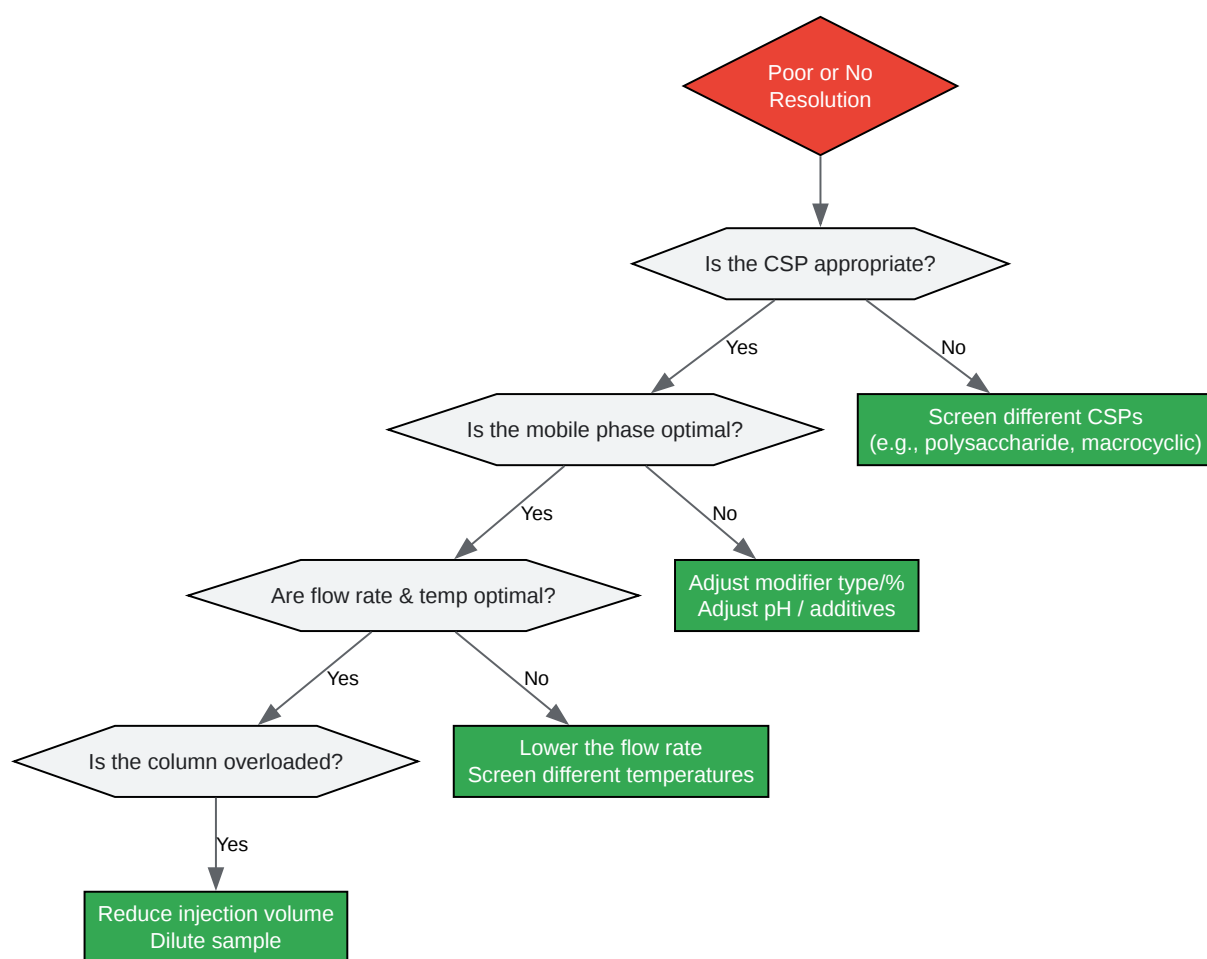 Poor or No
Resolution
Is the CSP appropriate?
Yes
No
Is the mobile phase optimal?
Screen different CSPs
(e.g., polysaccharide, macrocyclic)
Yes
No
Are flow rate & temp optimal?
Adjust modifier type/%
Adjust pH / additives
Yes
No
Is the column overloaded?
Lower the flow rate
Screen different temperatures
Yes
Reduce injection volume
Dilute sample